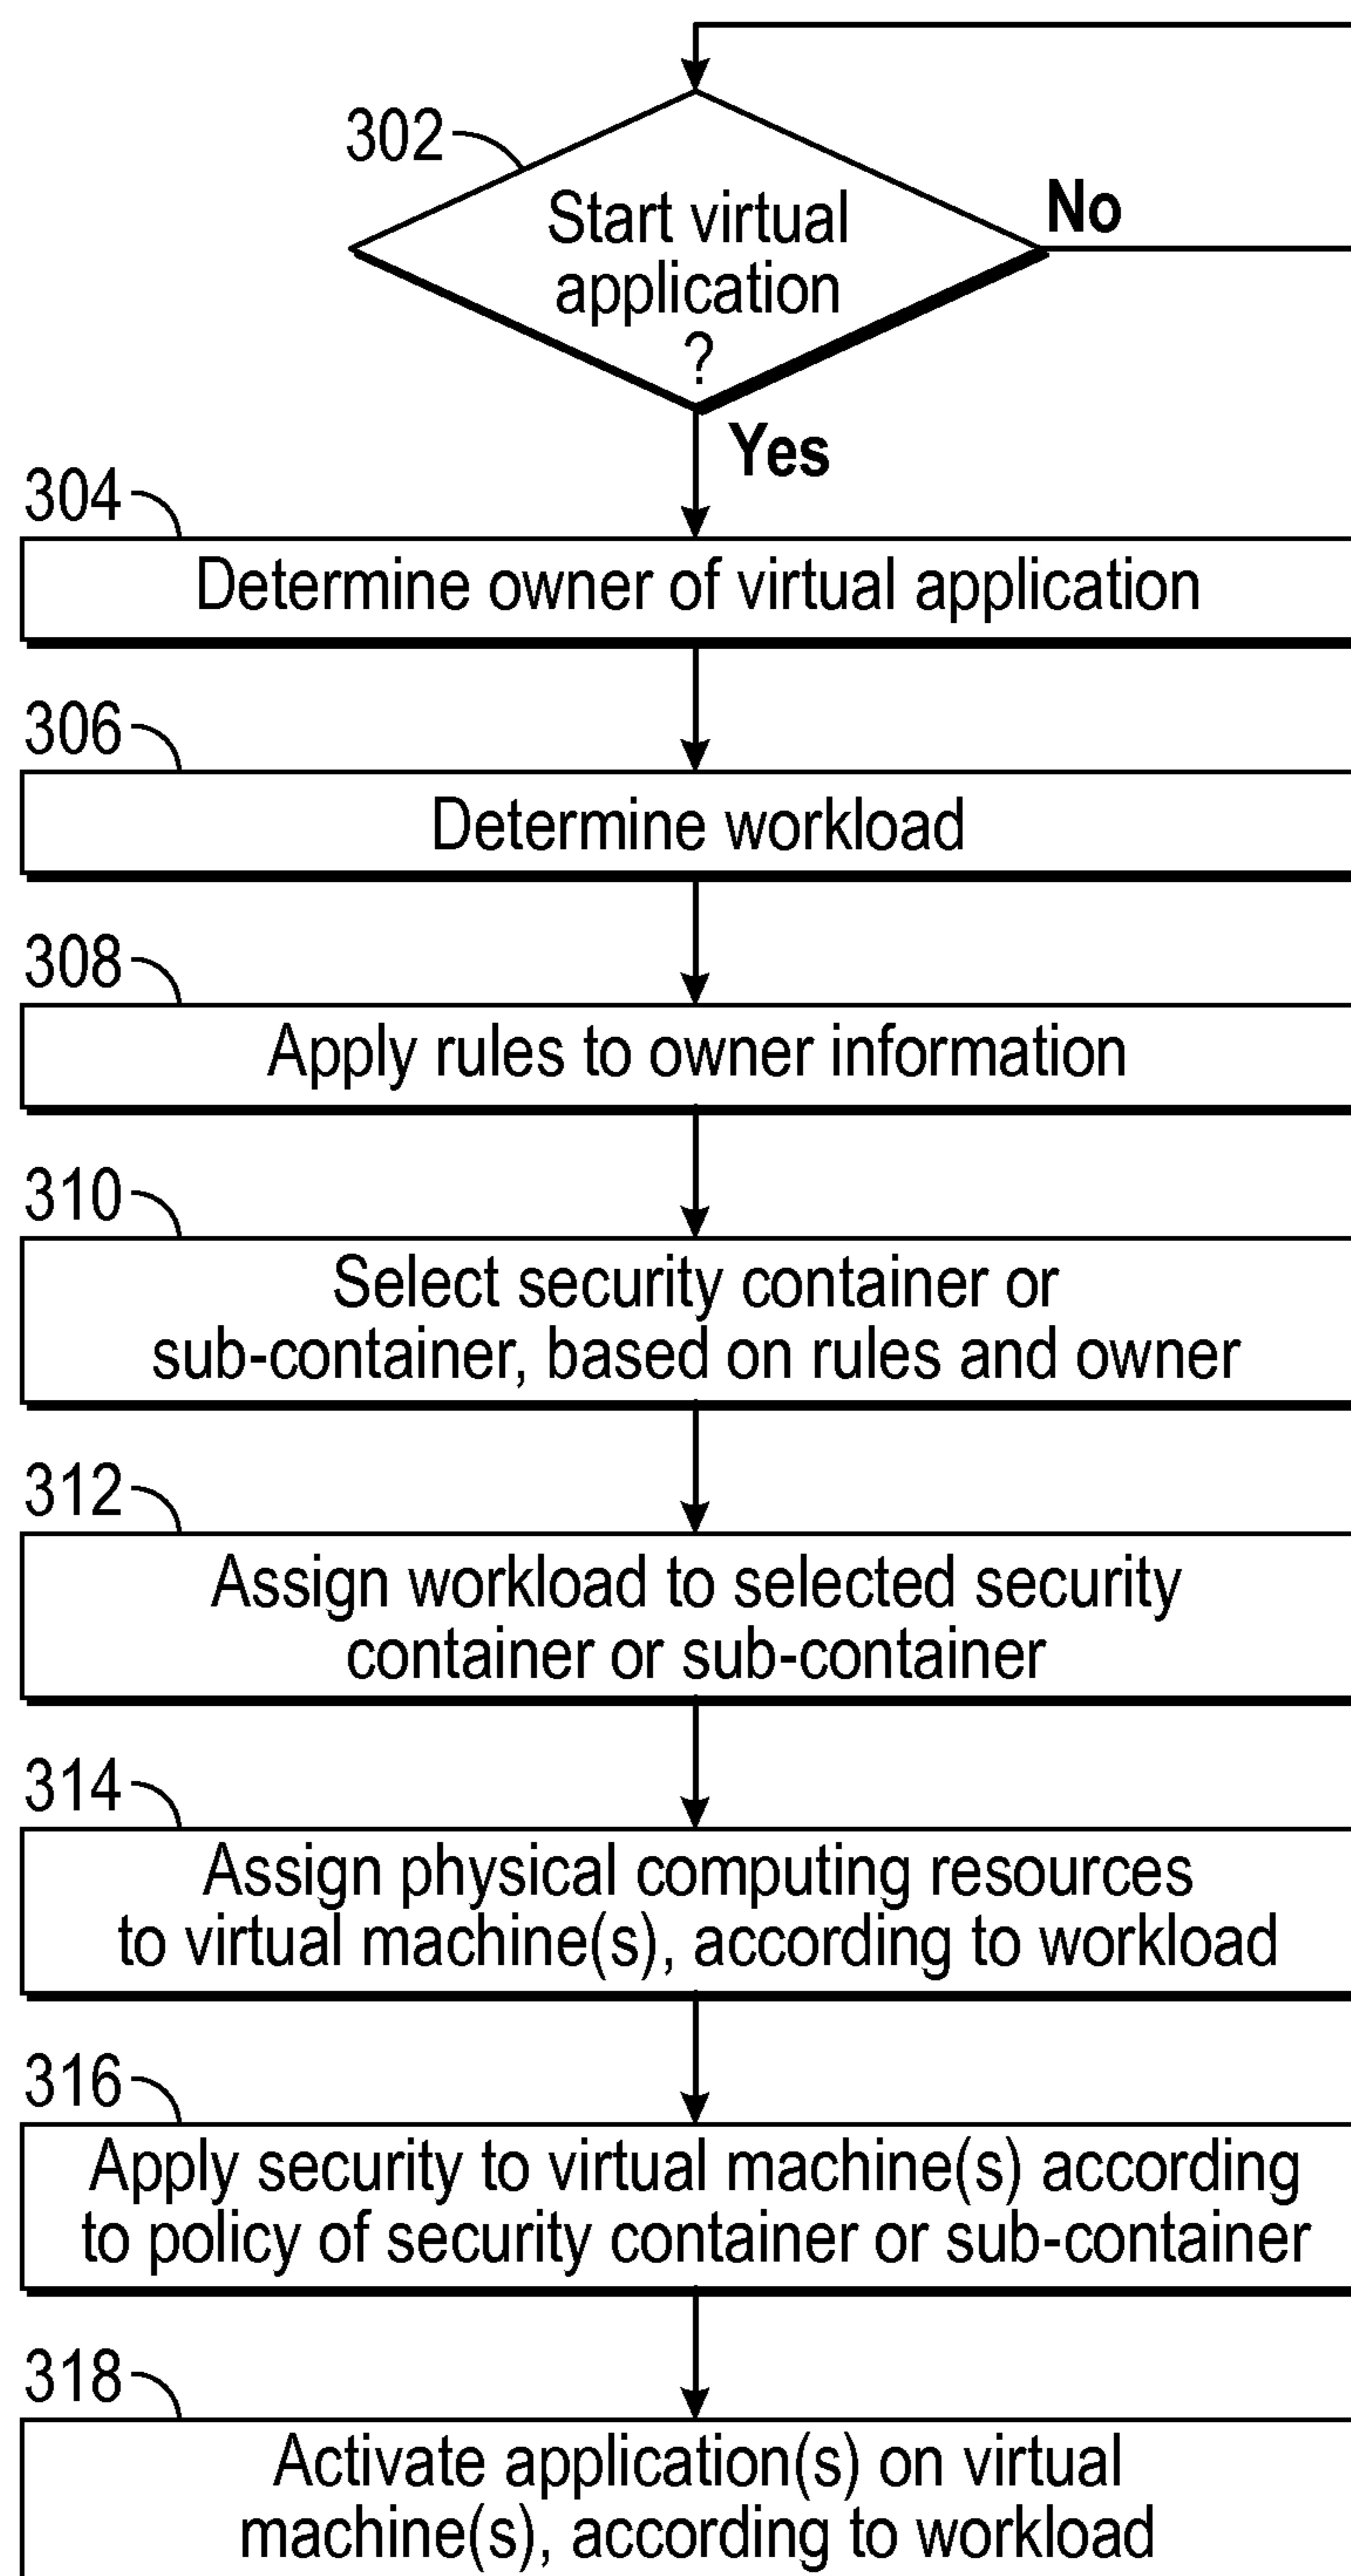 302
Start virtual
application
?
No
Yes
304
Determine owner of virtual application
306
Determine workload
308
Apply rules to owner information
310
Select security container or
sub-container, based on rules and owner
312
Assign workload to selected security
container or sub-container
314
Assign physical computing resources
to virtual machine(s), according to workload
316
Apply security to virtual machine(s) according
to policy of security container or sub-container
318
Activate application(s) on virtual
machine(s), according to workload